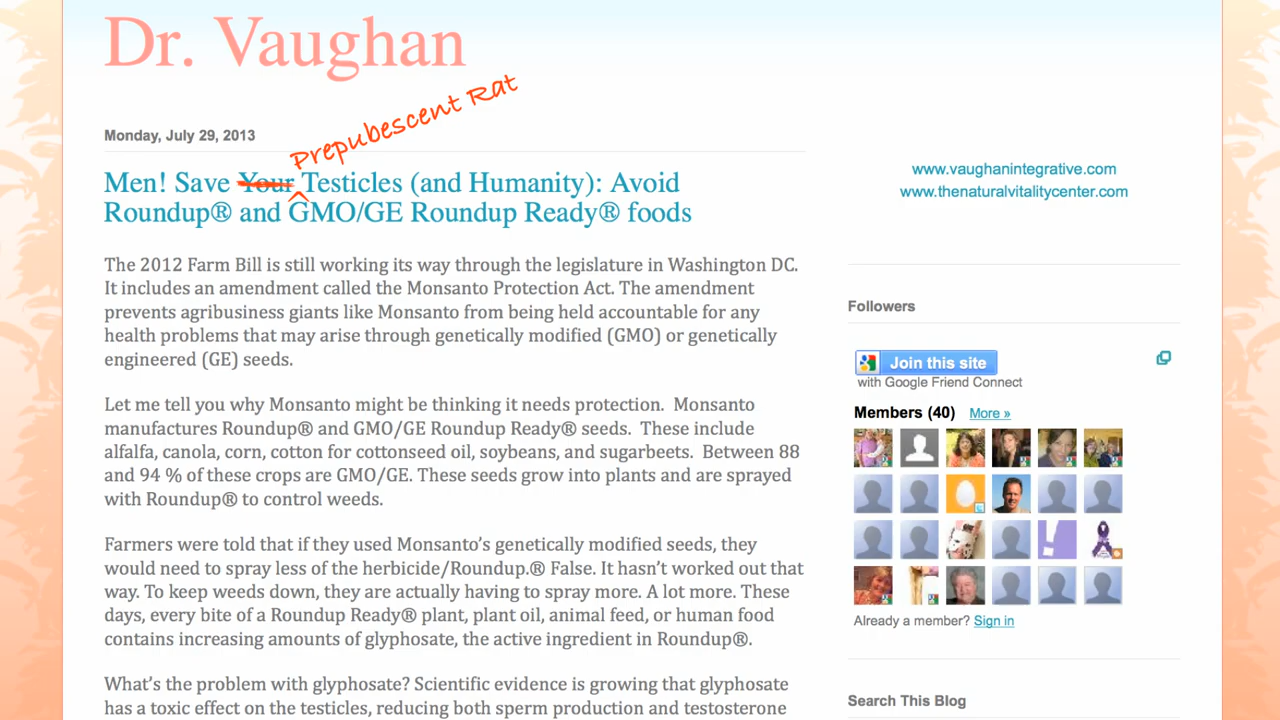 Dr. Vaughan
Prepubescent Rat
Monday, July 29, 2013
Men! Save Your Testicles (and Humanity): Avoid
Roundup® and GMO/GE Roundup Ready® foods
The 2012 Farm Bill is still working its way through the legislature in Washington DC.
It includes an amendment called the Monsanto Protection Act. The amendment
prevents agribusiness giants like Monsanto from being held accountable for any
health problems that may arise through genetically modified (GMO) or genetically
engineered (GE) seeds.
Let me tell you why Monsanto might be thinking it needs protection.  Monsanto
manufactures Roundup® and GMO/GE Roundup Ready® seeds.  These include
alfalfa, canola, corn, cotton for cottonseed oil, soybeans, and sugarbeets.  Between 88
and 94 % of these crops are GMO/GE. These seeds grow into plants and are sprayed
with Roundup® to control weeds.
Farmers were told that if they used Monsanto’s genetically modified seeds, they
would need to spray less of the herbicide/Roundup.® False. It hasn’t worked out that
way. To keep weeds down, they are actually having to spray more. A lot more. These
days, every bite of a Roundup Ready® plant, plant oil, animal feed, or human food
contains increasing amounts of glyphosate, the active ingredient in Roundup®.
What’s the problem with glyphosate? Scientific evidence is growing that glyphosate
has a toxic effect on the testicles, reducing both sperm production and testosterone
www.vaughanintegrative.com
www.thenaturalvitalitycenter.com
Followers
Join this site
with Google Friend Connect
Members (40) More »
Already a member? Sign in
Search This Blog